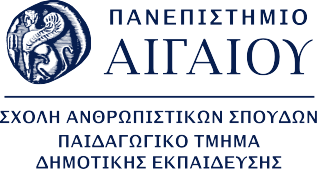 ΠΑΝΕΠΙΣΤΗΜΙΟ
ΑΙΓΑΙΟΥ
ΣΧΟΛΗ ΑΝΘΡΩΠΙΣΤΙΚΩΝ ΣΠΟΥΔΩΝ
ΠΑΙΔΑΓΩΓΙΚΟ ΤΜΗΜΑ
ΔΗΜΟΤΙΚΗΣ ΕΚΠΑΙΔΕΥΣΗΣ